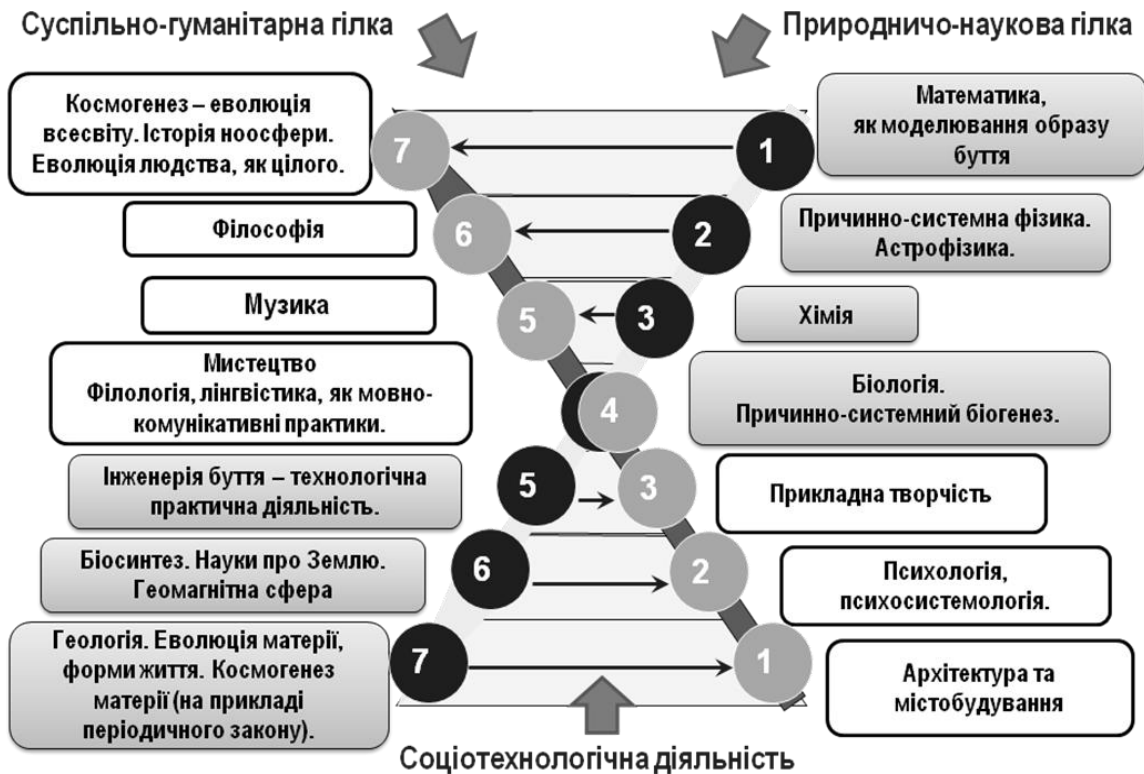 Суспільно-гуманітарна гілка
Природничо-наукова гілка
Космогенез – еволюція
всесвіту. Історія ноосфери.
Еволюція людства, як цілого.
7
1
Математика,
як моделювання образу
буття
Філософія
6
2
Причинно-системна фізика.
Астрофізика.
Музика
5
3
Хімія
Мистецтво
Філологія, лінгвістика, як мовно-
комунікативні практики.
4
Біологія.
Причинно-системний біогенез.
Інженерія буття – технологічна
практична діяльність.
5
3
Прикладна творчість
Біосинтез. Науки про Землю.
Геомагнітна сфера
6
2
Психологія,
психосистемологія.
Геологія. Еволюція матерії,
форми життя. Космогенез
матерії (на прикладі
періодичного закону).
7
1
Архітектура та
містобудування
Соціотехнологічна діяльність